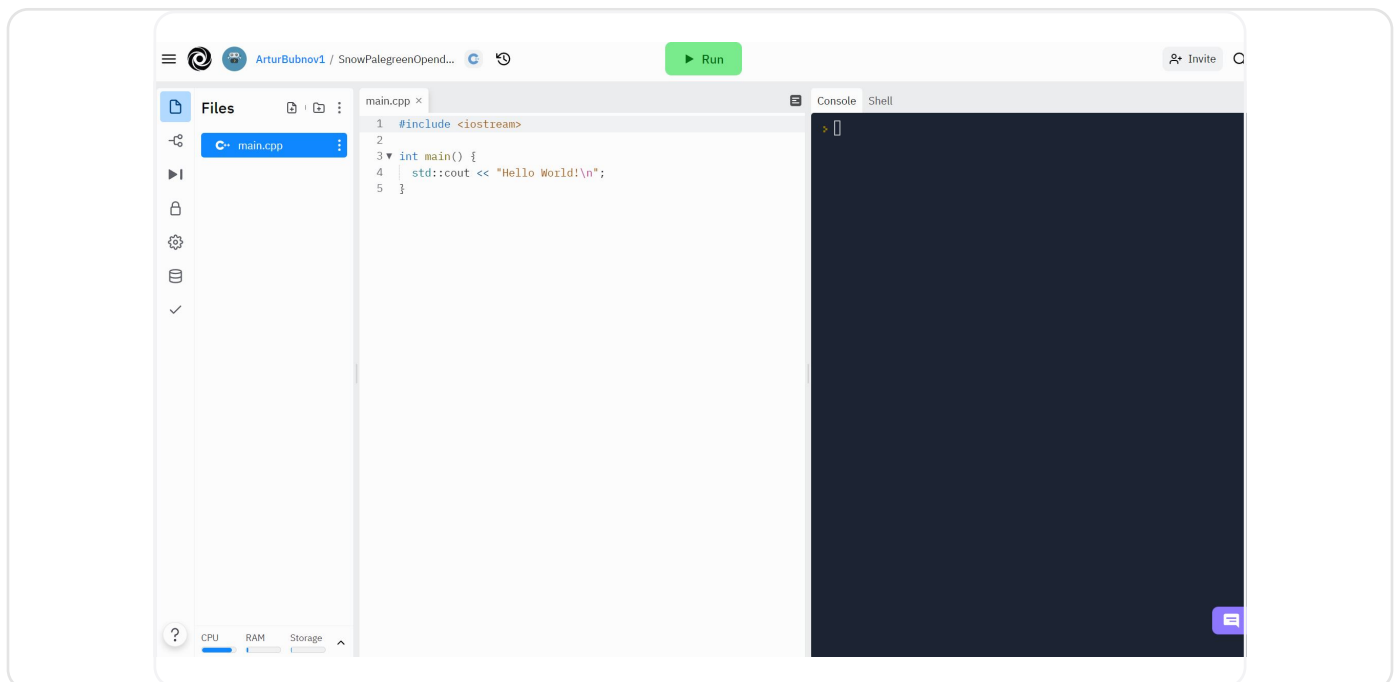 ArturBubnov1 / SnowPalegreenOpend... Run Invite
Files
main.cpp
main.cpp ×
1 #include <iostream>
2
3 int main() {
4 std::cout << "Hello World!\n";
5 }
Console Shell
>
?
CPU RAM Storage